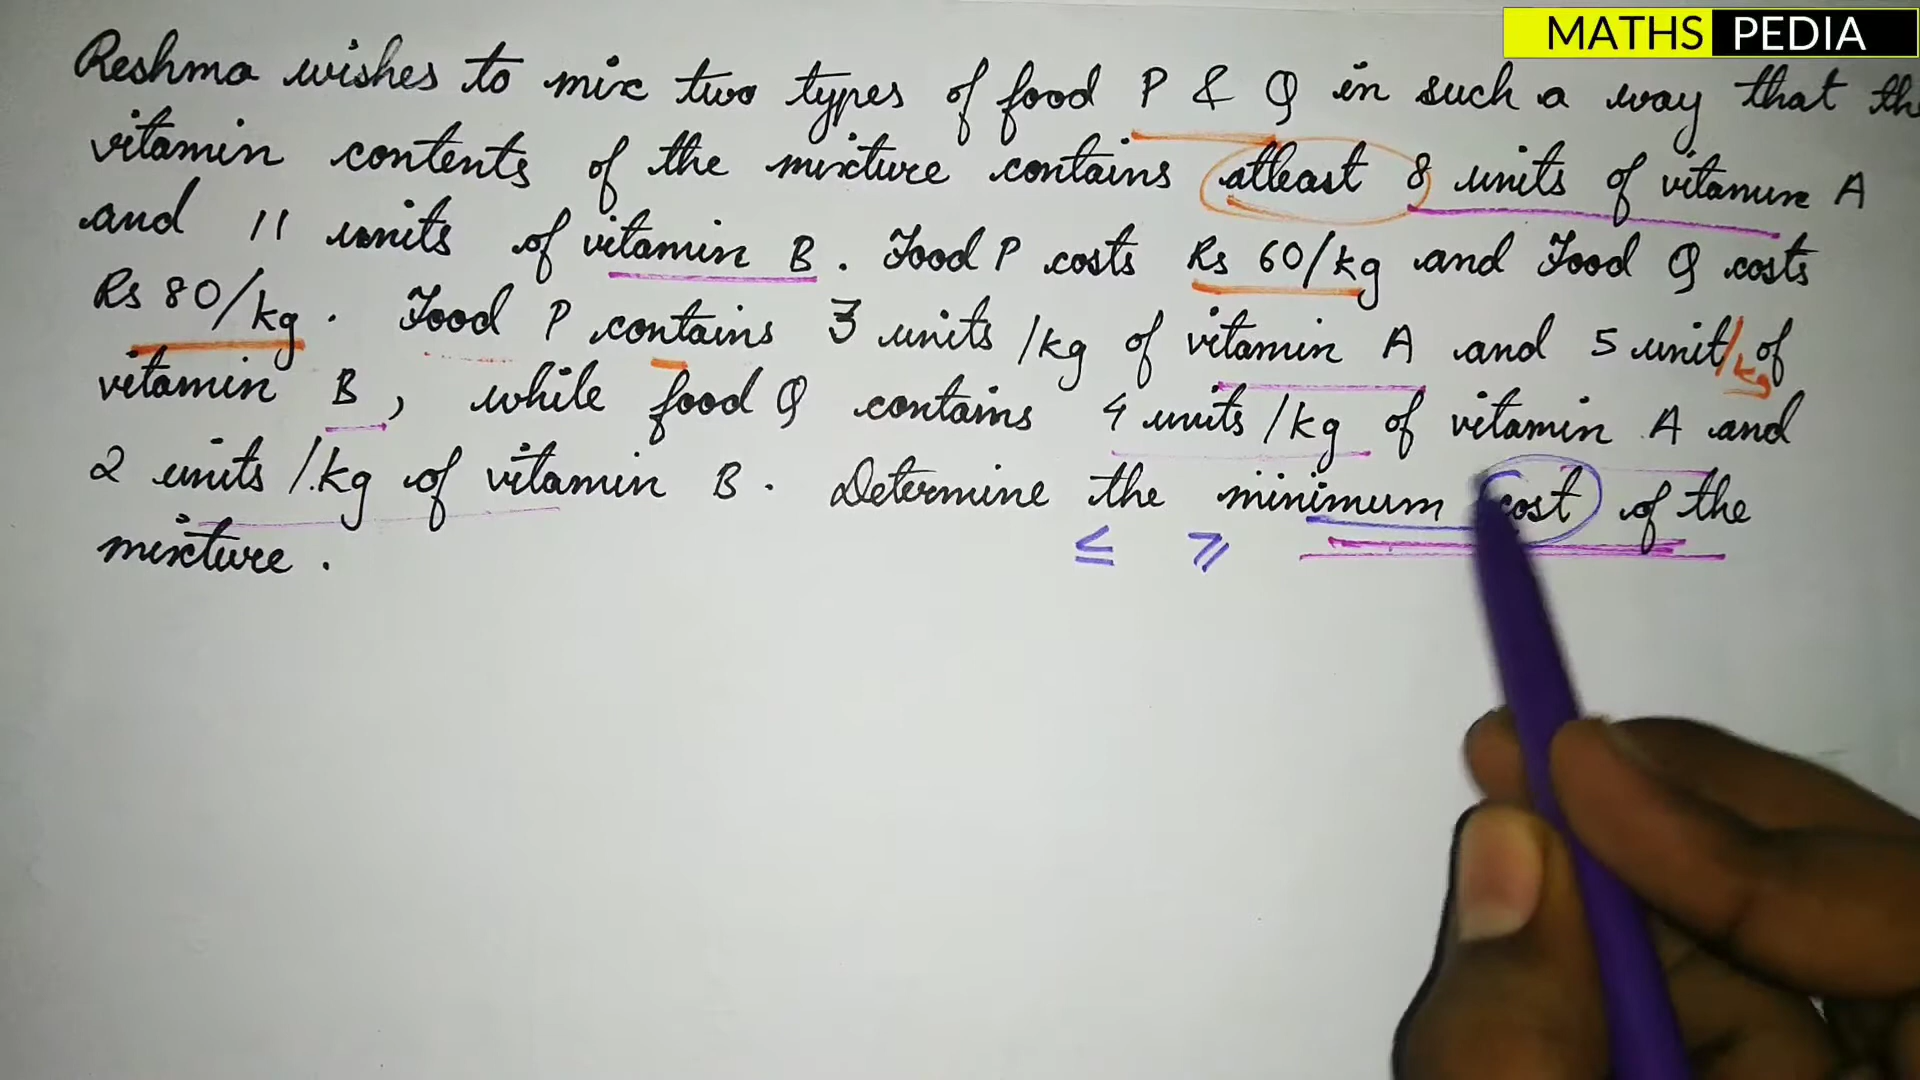 MATHS PEDIA
Reshma wishes to mix two types of food P & Q in such a way that the
vitamin contents of the mixture contains atleast 8 units of vitamin A
and 11 units of vitamin B. Food P costs Rs 60/kg and Food Q costs
Rs 80/kg. Food P contains 3 units /kg of vitamin A and 5 unit/kg of
vitamin B, while food Q contains 4 units /kg of vitamin A and
2 units /kg of vitamin B. Determine the minimum cost of the
mixture.
≤ ≥